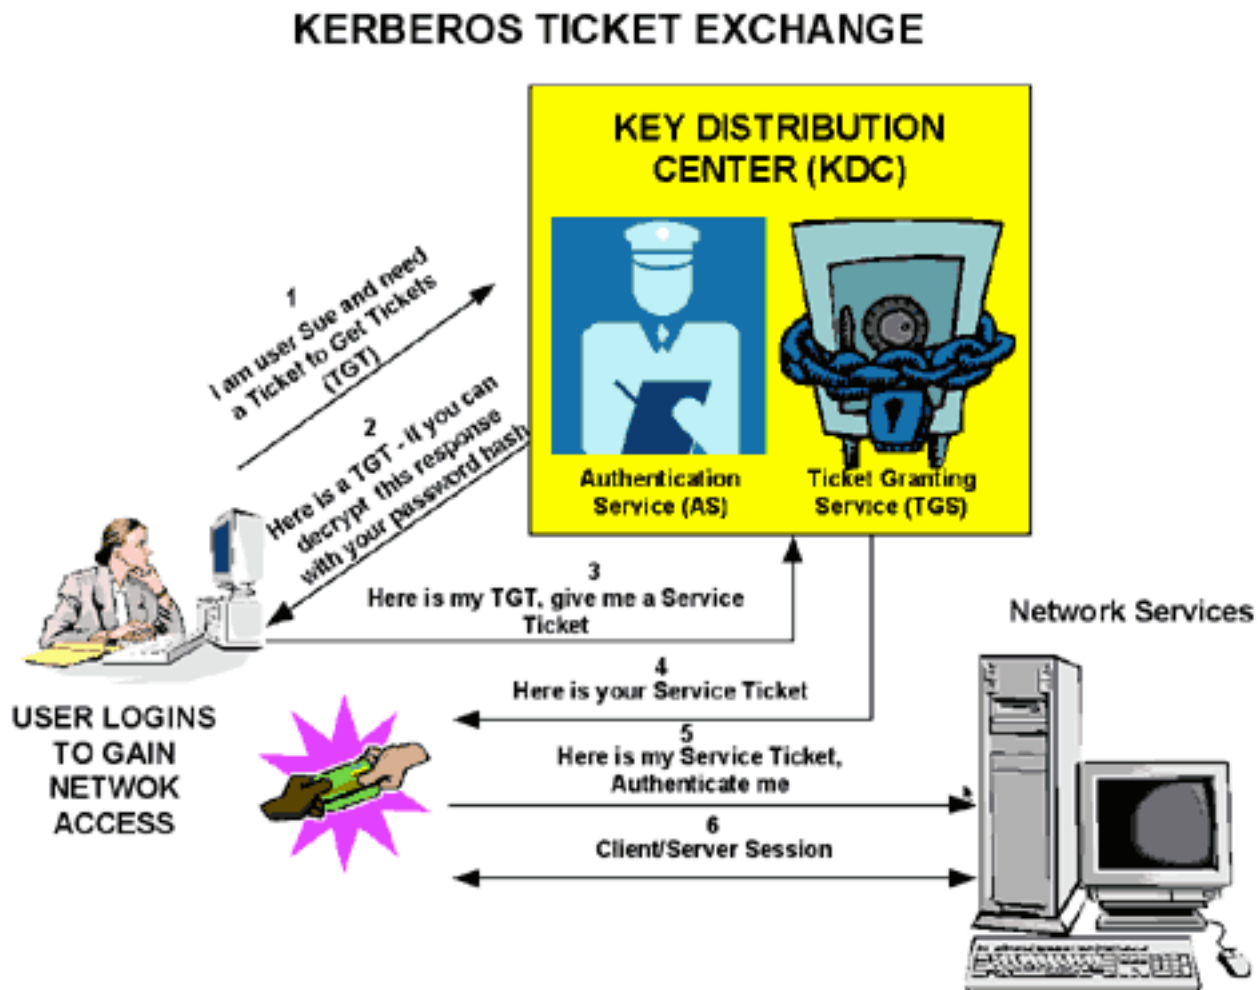 KERBEROS TICKET EXCHANGE
KEY DISTRIBUTION
CENTER (KDC)
Authentication
Service (AS)
Ticket Granting
Service (TGS)
1
i am user Sue and need
a Ticket to Get Tickets
(TGT)
2
Here is a TGT - if you can
decrypt this response
with your password hash
3
Here is my TGT, give me a Service
Ticket
Network Services
4
Here is your Service Ticket
USER LOGINS
TO GAIN
NETWOK
ACCESS
5
Here is my Service Ticket,
Authenticate me
6
Client/Server Session